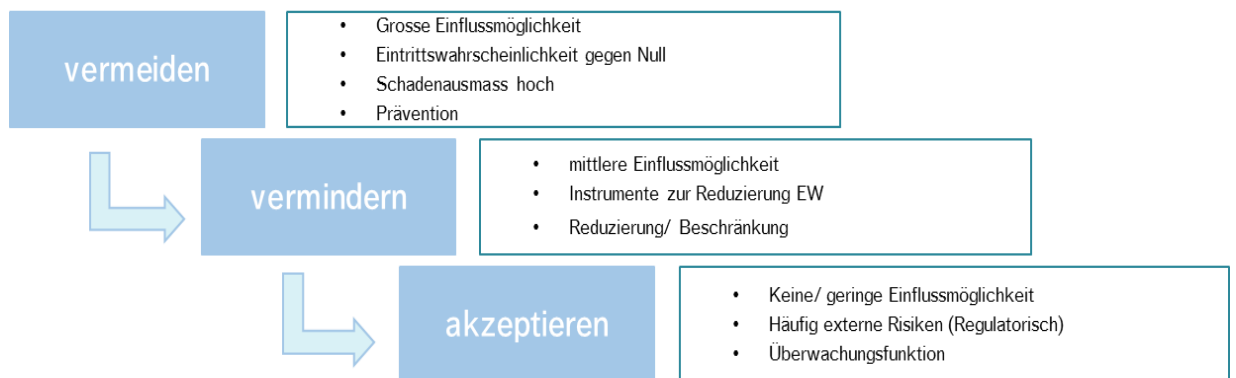 vermeiden
• Grosse Einflussmöglichkeit
• Eintrittswahrscheinlichkeit gegen Null
• Schadenausmass hoch
• Prävention
vermindern
• mittlere Einflussmöglichkeit
• Instrumente zur Reduzierung EW
• Reduzierung/ Beschränkung
akzeptieren
• Keine/ geringe Einflussmöglichkeit
• Häufig externe Risiken (Regulatorisch)
• Überwachungsfunktion